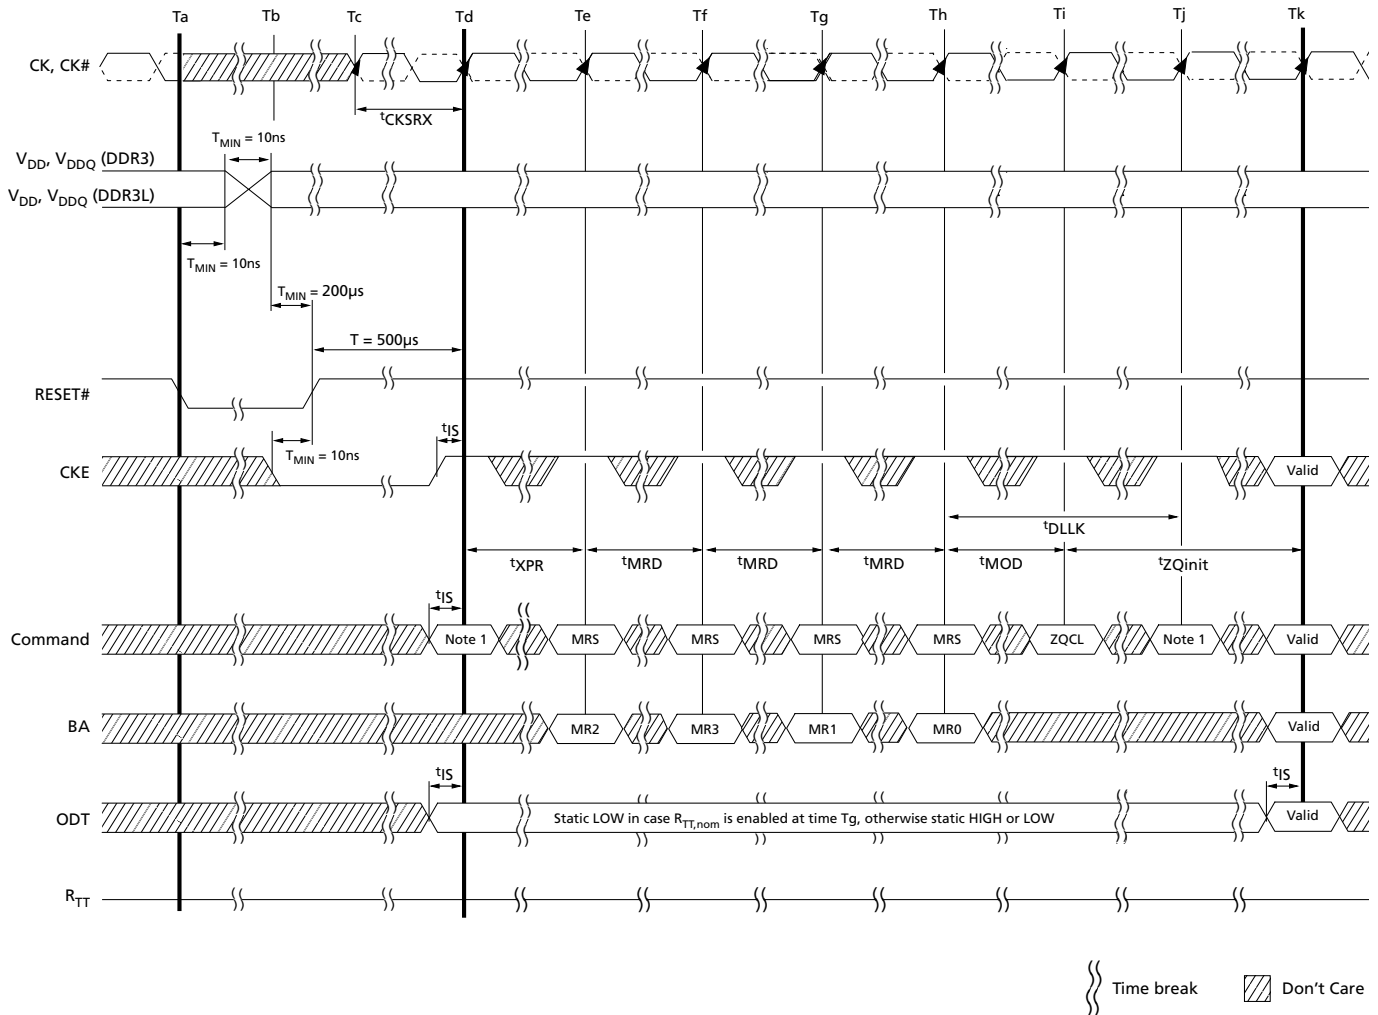 Ta Tb Tc Td Te Tf Tg Th Ti Tj Tk
CK, CK#
tCKSRX
TMIN = 10ns
VDD, VDDQ (DDR3)
VDD, VDDQ (DDR3L)
TMIN = 10ns
TMIN = 200µs
T = 500µs
RESET#
tIS
TMIN = 10ns
CKE
Valid
tDLLK
tXPR tMRD tMRD tMRD tMOD tZQinit
tIS
Command Note 1 MRS MRS MRS MRS ZQCL Note 1 Valid
BA MR2 MR3 MR1 MR0 Valid
tIS tIS
ODT Static LOW in case RTT,nom is enabled at time Tg, otherwise static HIGH or LOW Valid
RTT
Time break Don't Care